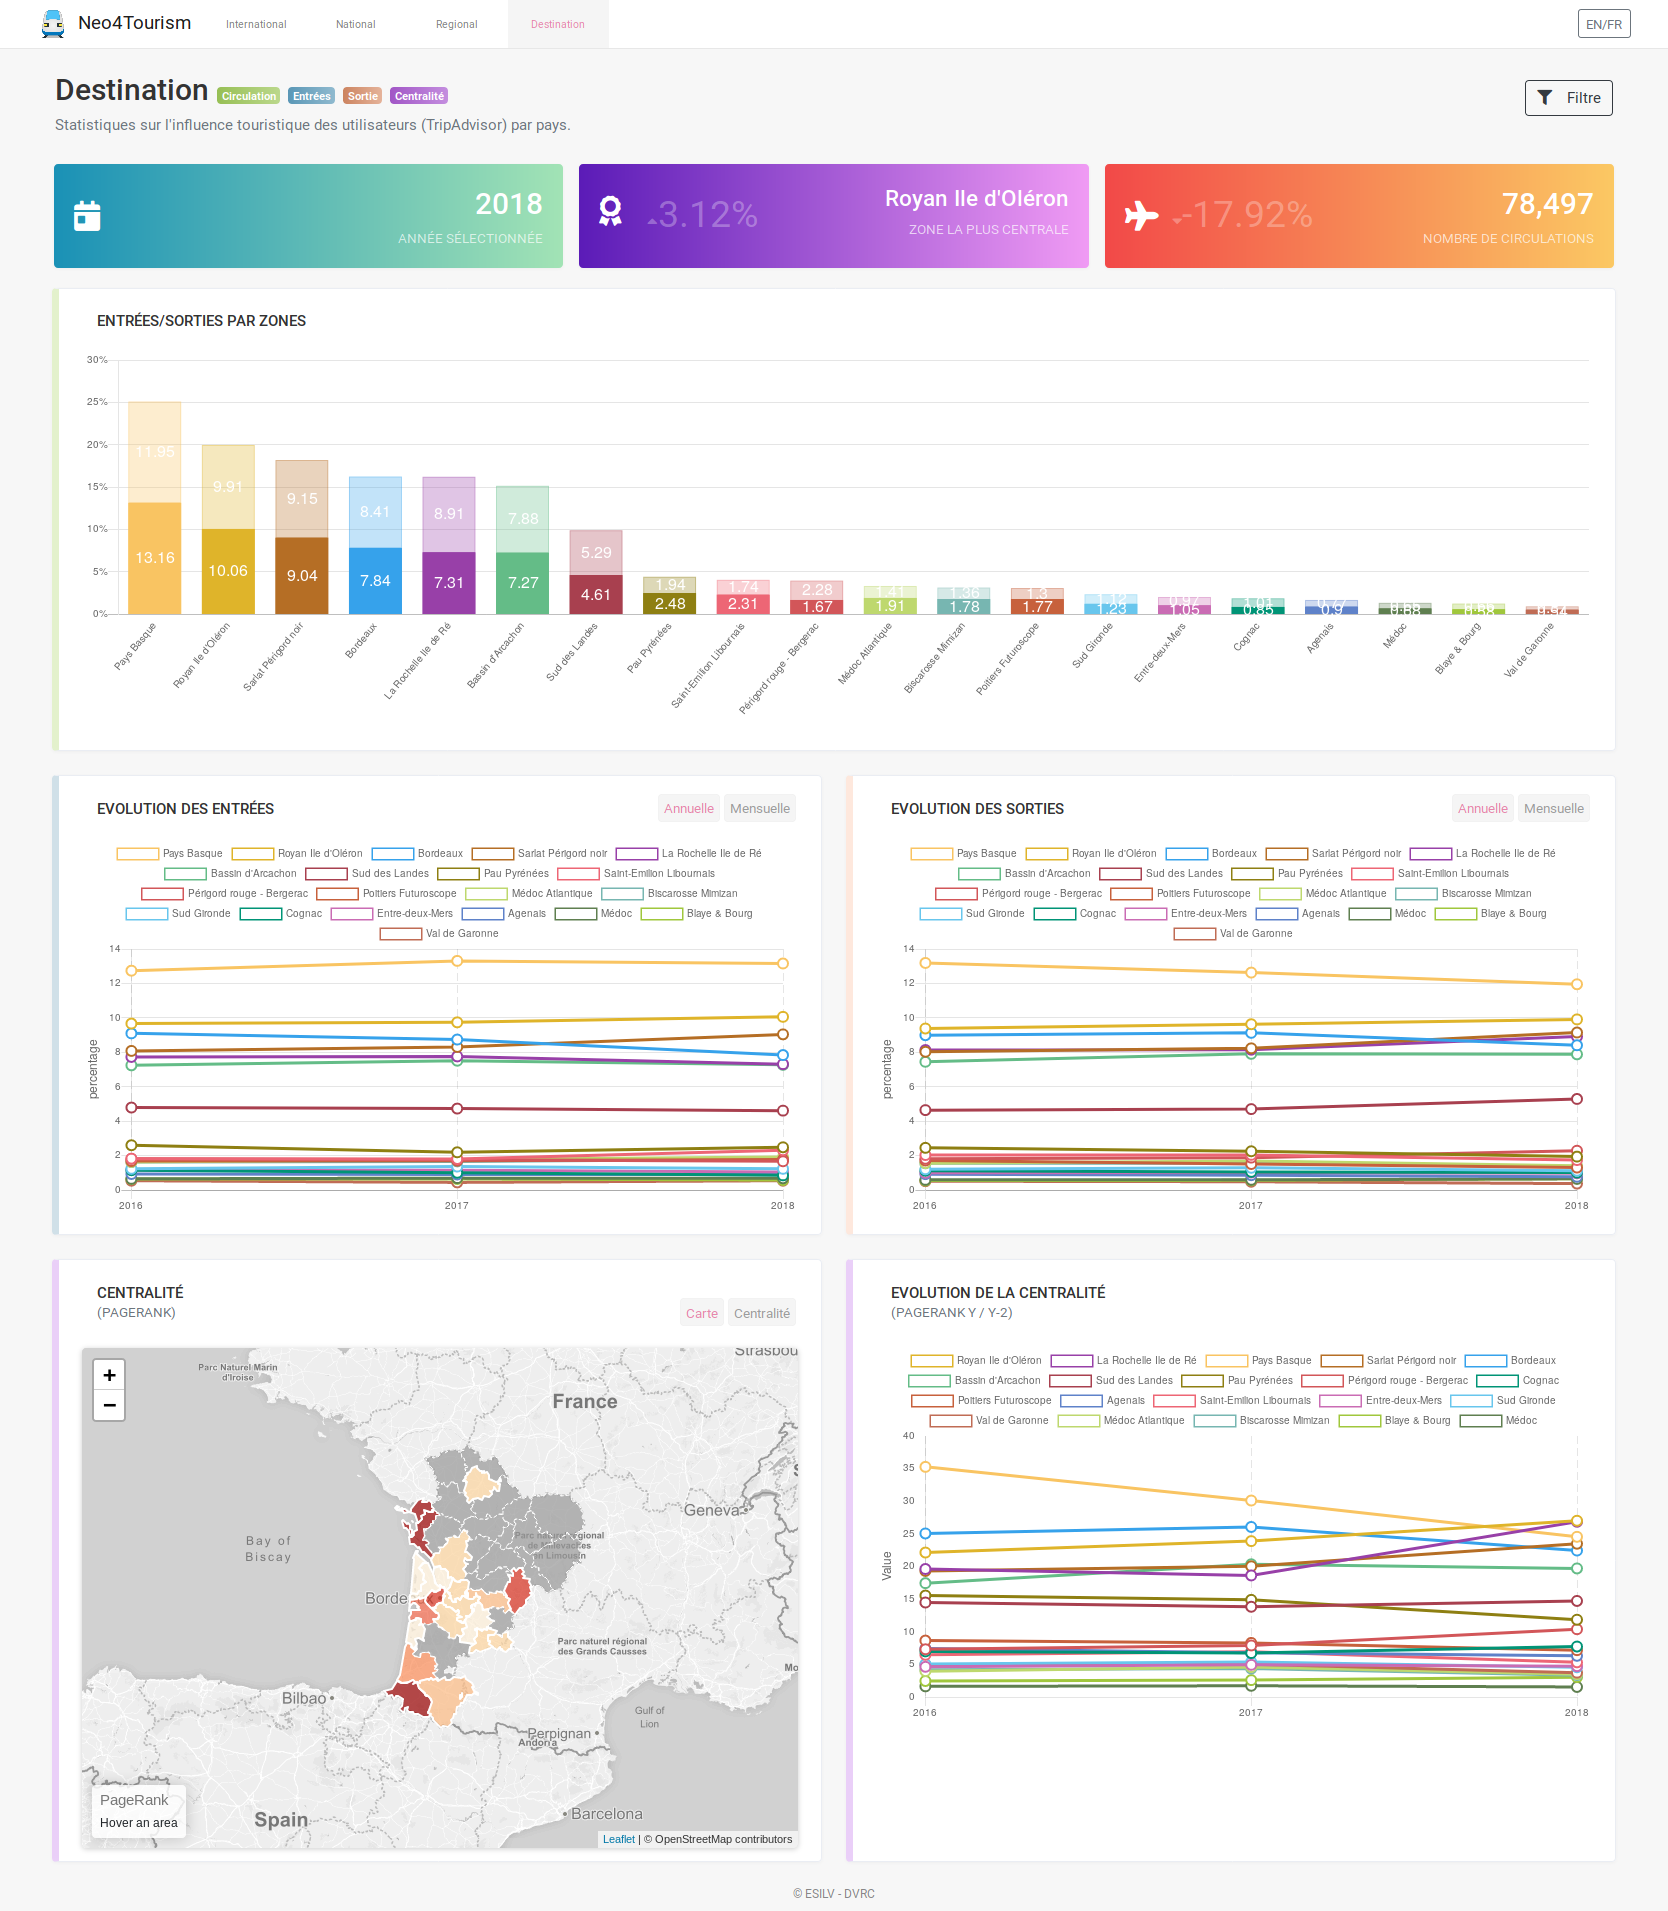 Neo4Tourism International National Regional Destination EN/FR
Destination Circulation Entrées Sortie Centralité
Filtre
Statistiques sur l'influence touristique des utilisateurs (TripAdvisor) par pays.
2018
ANNÉE SÉLECTIONNÉE
3.12%
Royan Ile d'Oléron
ZONE LA PLUS CENTRALE
-17.92%
78,497
NOMBRE DE CIRCULATIONS
ENTRÉES/SORTIES PAR ZONES
30%
25%
20%
15%
10%
5%
0%
11.95 9.91 9.15 8.41 8.91 7.88 5.29 1.94 1.74 2.28 1.41 1.36 1.3
13.16 10.06 9.04 7.84 7.31 7.27 4.61 2.48 2.31 1.67 1.91 1.78 1.77 1.23 1.05 0.85 0.9
Pays Basque
Royan Ile d'Oléron
Sarlat Périgord noir
Bordeaux
La Rochelle Ile de Ré
Bassin d'Arcachon
Sud des Landes
Pau Pyrénées
Saint-Emilion Libournais
Périgord rouge - Bergerac
Médoc Atlantique
Biscarosse Mimizan
Poitiers Futuroscope
Sud Gironde
Entre-deux-Mers
Cognac
Agenais
Médoc
Blaye & Bourg
Val de Garonne
EVOLUTION DES ENTRÉES
Annuelle Mensuelle
Pays Basque Royan Ile d'Oléron Bordeaux Sarlat Périgord noir La Rochelle Ile de Ré
Bassin d'Arcachon Sud des Landes Pau Pyrénées Saint-Emilion Libournais
Périgord rouge - Bergerac Poitiers Futuroscope Médoc Atlantique Biscarosse Mimizan
Sud Gironde Cognac Entre-deux-Mers Agenais Médoc Blaye & Bourg
Val de Garonne
percentage
14
12
10
8
6
4
2
0
2016 2017 2018
EVOLUTION DES SORTIES
Annuelle Mensuelle
Pays Basque Royan Ile d'Oléron Bordeaux Sarlat Périgord noir La Rochelle Ile de Ré
Bassin d'Arcachon Sud des Landes Pau Pyrénées Saint-Emilion Libournais
Périgord rouge - Bergerac Poitiers Futuroscope Médoc Atlantique Biscarosse Mimizan
Sud Gironde Cognac Entre-deux-Mers Agenais Médoc Blaye & Bourg
Val de Garonne
percentage
14
12
10
8
6
4
2
0
2016 2017 2018
CENTRALITÉ
(PAGERANK)
Carte Centralité
+
−
Parc Naturel Marin
d'Iroise
Strasbou
France
Geneva
Bay of
Biscay
Parc naturel régional
de Millevaches
en Limousin
Borde
Parc naturel régional
des Grands Causses
Mo
Bilbao
Gulf of
Lion
Perpignan
Andorra
Barcelona
Spain
PageRank
Hover an area
Leaflet | © OpenStreetMap contributors
EVOLUTION DE LA CENTRALITÉ
(PAGERANK Y / Y-2)
Royan Ile d'Oléron La Rochelle Ile de Ré Pays Basque Sarlat Périgord noir Bordeaux
Bassin d'Arcachon Sud des Landes Pau Pyrénées Périgord rouge - Bergerac Cognac
Poitiers Futuroscope Agenais Saint-Emilion Libournais Entre-deux-Mers Sud Gironde
Val de Garonne Médoc Atlantique Biscarosse Mimizan Blaye & Bourg Médoc
Value
40
35
30
25
20
15
10
5
0
2016 2017 2018
© ESILV - DVRC